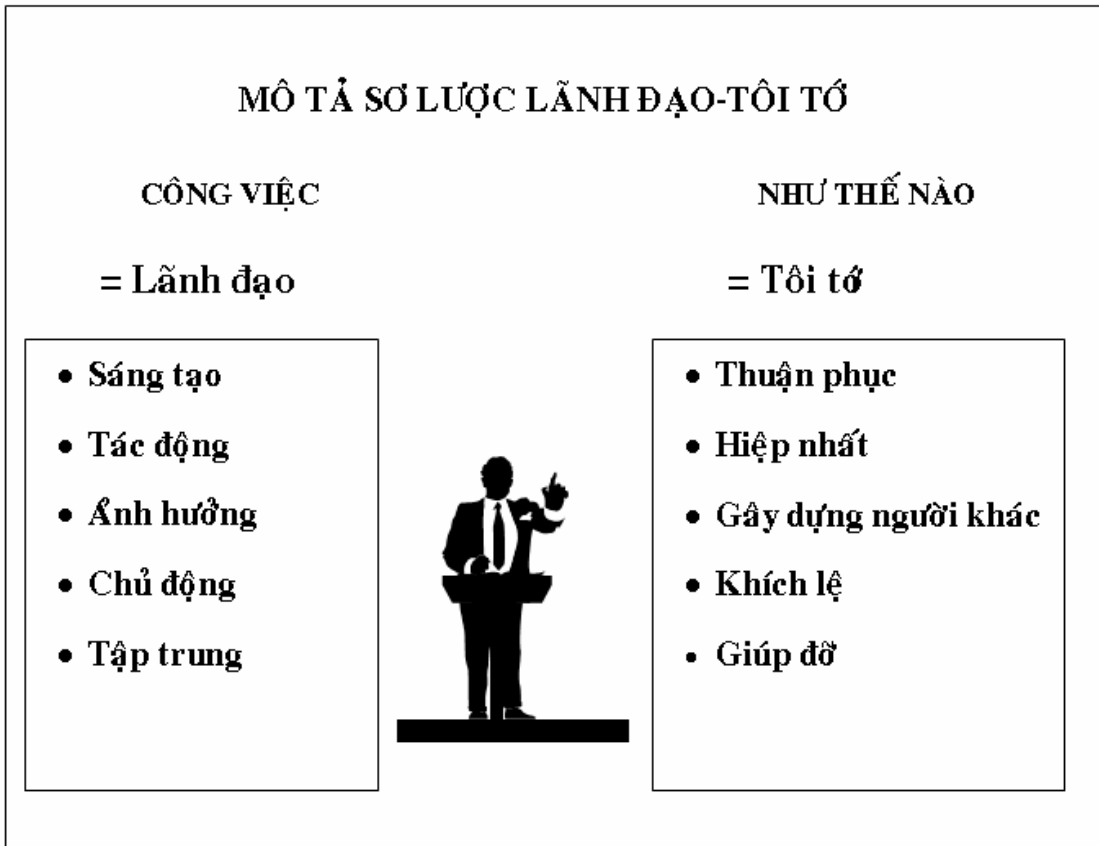 MÔ TẢ SƠ LƯỢC LÃNH ĐẠO-TÔI TỚ
CÔNG VIỆC
= Lãnh đạo
• Sáng tạo
• Tác động
• Ảnh hưởng
• Chủ động
• Tập trung
NHƯ THẾ NÀO
= Tôi tớ
• Thuận phục
• Hiệp nhất
• Gây dựng người khác
• Khích lệ
• Giúp đỡ